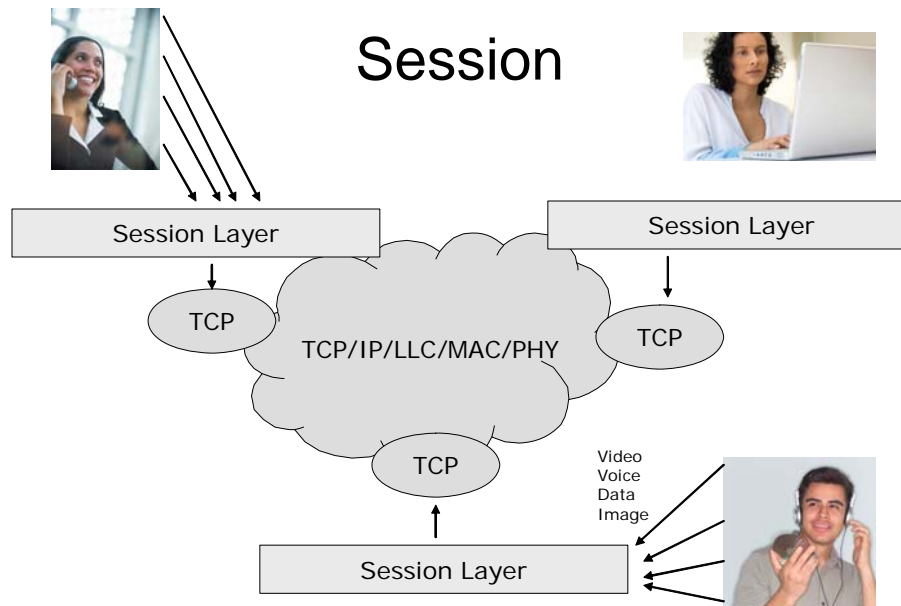 Session
Session Layer
Session Layer
TCP
TCP
TCP/IP/LLC/MAC/PHY
TCP
Video
Voice
Data
Image
Session Layer